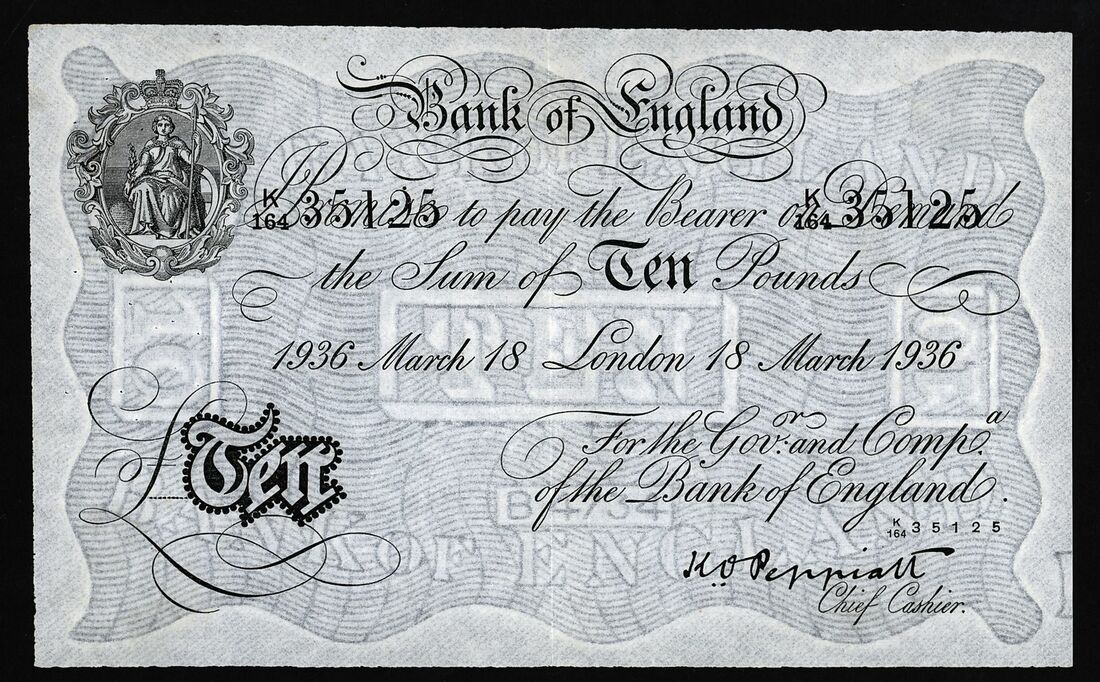 Bank of England
K/164 35125 K/164 35125
I Promise to pay the Bearer on Demand
the Sum of Ten Pounds
1936 March 18 London 18 March 1936
£Ten
For the Govr. and Compa.
of the Bank of England.
K/164 35125
K. O. Peppiatt
Chief Cashier.
TEN